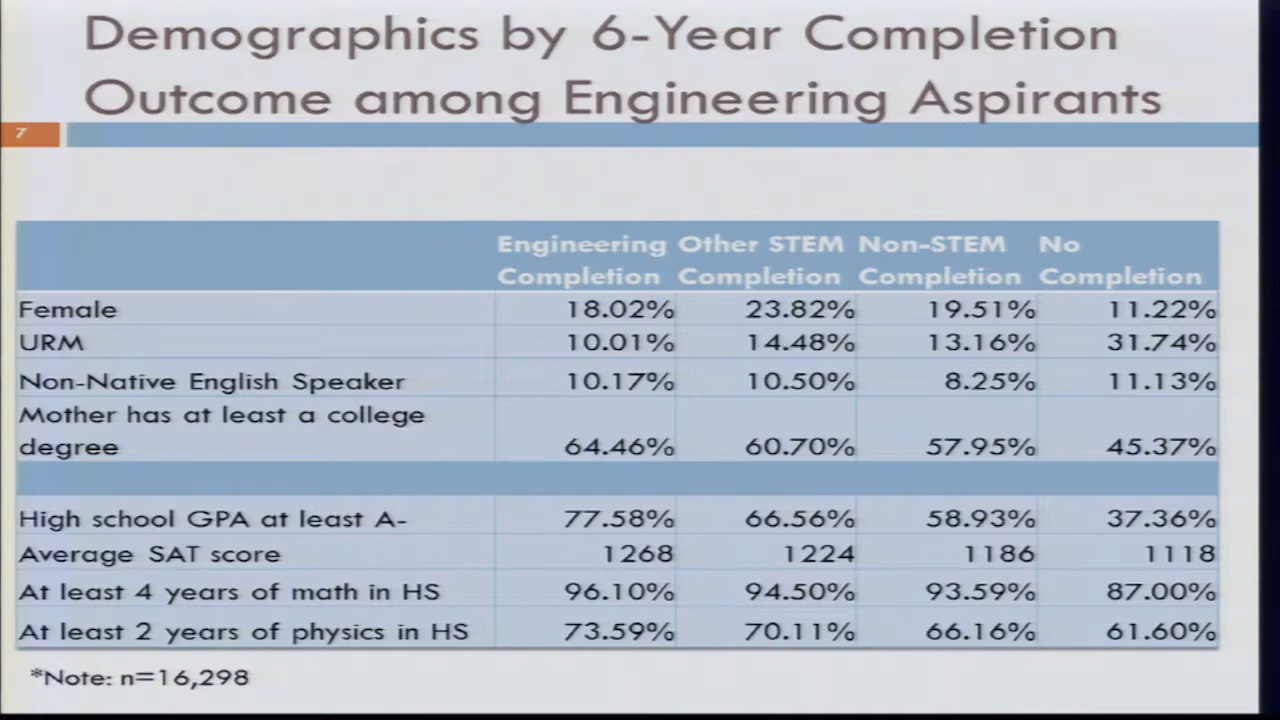 Demographics by 6-Year Completion
Outcome among Engineering Aspirants
7
Engineering Completion Other STEM Completion Non-STEM Completion No Completion
Female 18.02% 23.82% 19.51% 11.22%
URM 10.01% 14.48% 13.16% 31.74%
Non-Native English Speaker 10.17% 10.50% 8.25% 11.13%
Mother has at least a college
degree 64.46% 60.70% 57.95% 45.37%
High school GPA at least A- 77.58% 66.56% 58.93% 37.36%
Average SAT score 1268 1224 1186 1118
At least 4 years of math in HS 96.10% 94.50% 93.59% 87.00%
At least 2 years of physics in HS 73.59% 70.11% 66.16% 61.60%
*Note: n=16,298